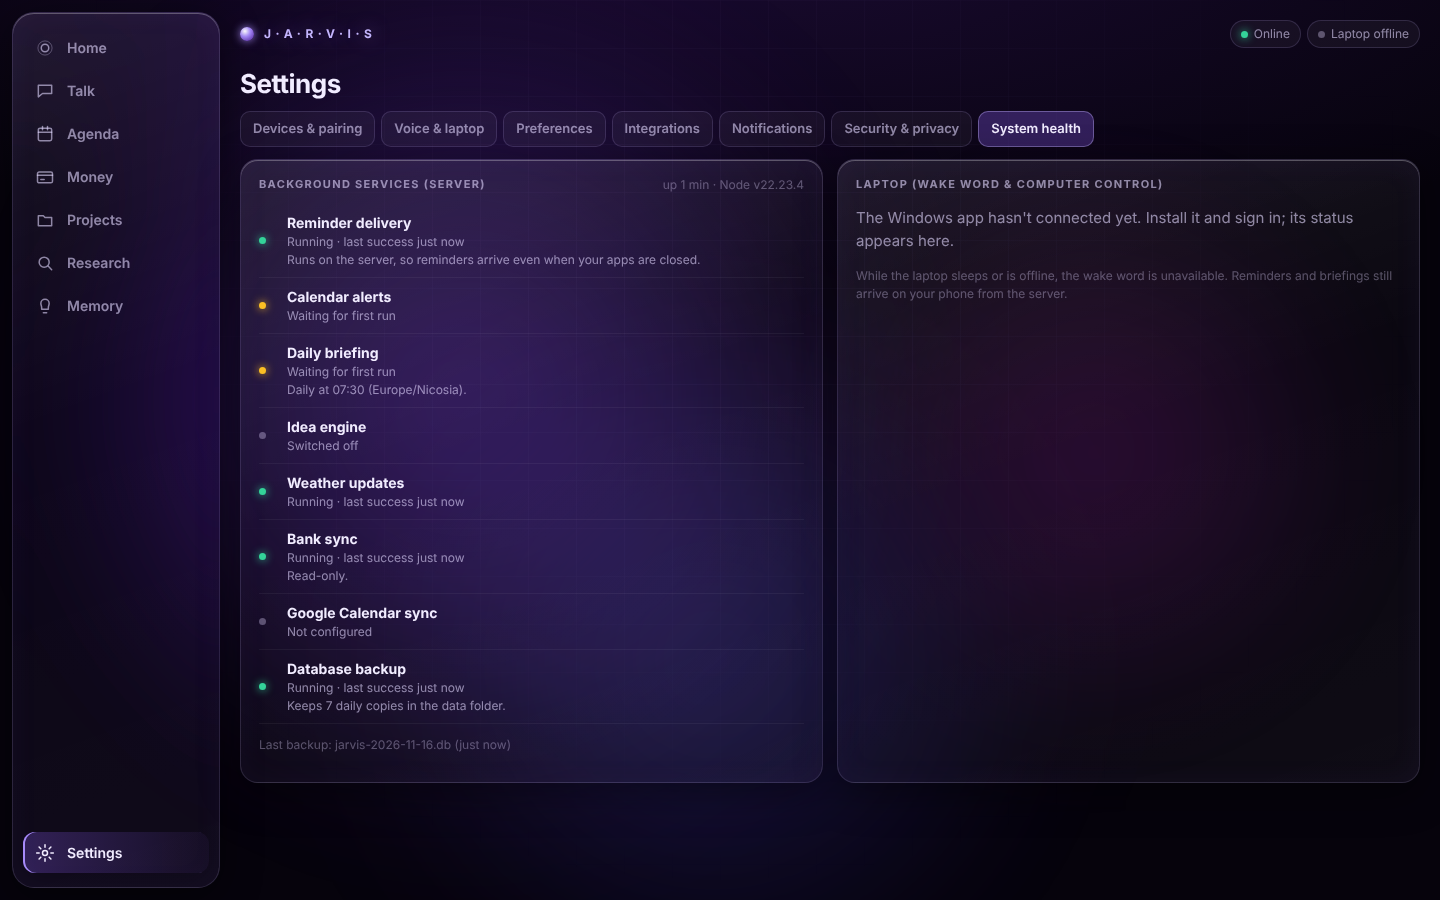 Home
Talk
Agenda
Money
Projects
Research
Memory
Settings
J·A·R·V·I·S
Online
Laptop offline
Settings
Devices & pairing
Voice & laptop
Preferences
Integrations
Notifications
Security & privacy
System health
BACKGROUND SERVICES (SERVER)
up 1 min · Node v22.23.4
Reminder delivery
Running · last success just now
Runs on the server, so reminders arrive even when your apps are closed.
Calendar alerts
Waiting for first run
Daily briefing
Waiting for first run
Daily at 07:30 (Europe/Nicosia).
Idea engine
Switched off
Weather updates
Running · last success just now
Bank sync
Running · last success just now
Read-only.
Google Calendar sync
Not configured
Database backup
Running · last success just now
Keeps 7 daily copies in the data folder.
Last backup: jarvis-2026-11-16.db (just now)
LAPTOP (WAKE WORD & COMPUTER CONTROL)
The Windows app hasn't connected yet. Install it and sign in; its status
appears here.
While the laptop sleeps or is offline, the wake word is unavailable. Reminders and briefings still
arrive on your phone from the server.